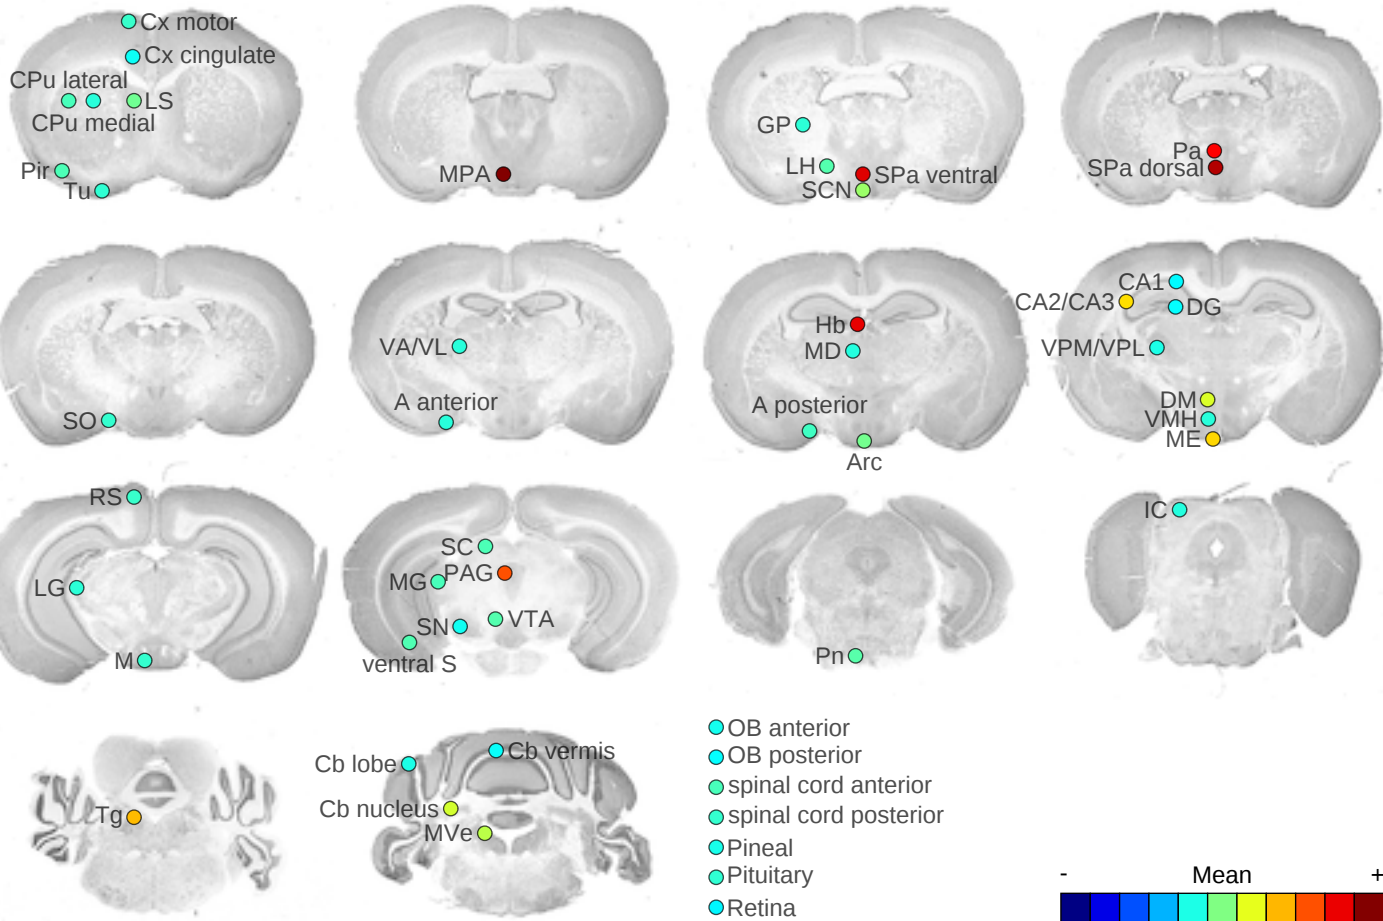 Cx motor
Cx cingulate
CPu lateral
LS
CPu medial
Pir
Tu
MPA
GP
LH
SPa ventral
SCN
Pa
SPa dorsal
SO
VA/VL
A anterior
Hb
MD
A posterior
Arc
CA1
CA2/CA3
DG
VPM/VPL
DM
VMH
ME
RS
LG
M
SC
PAG
MG
VTA
SN
ventral S
Pn
IC
Tg
Cb vermis
Cb lobe
Cb nucleus
MVe
OB anterior
OB posterior
spinal cord anterior
spinal cord posterior
Pineal
Pituitary
Retina
- Mean +